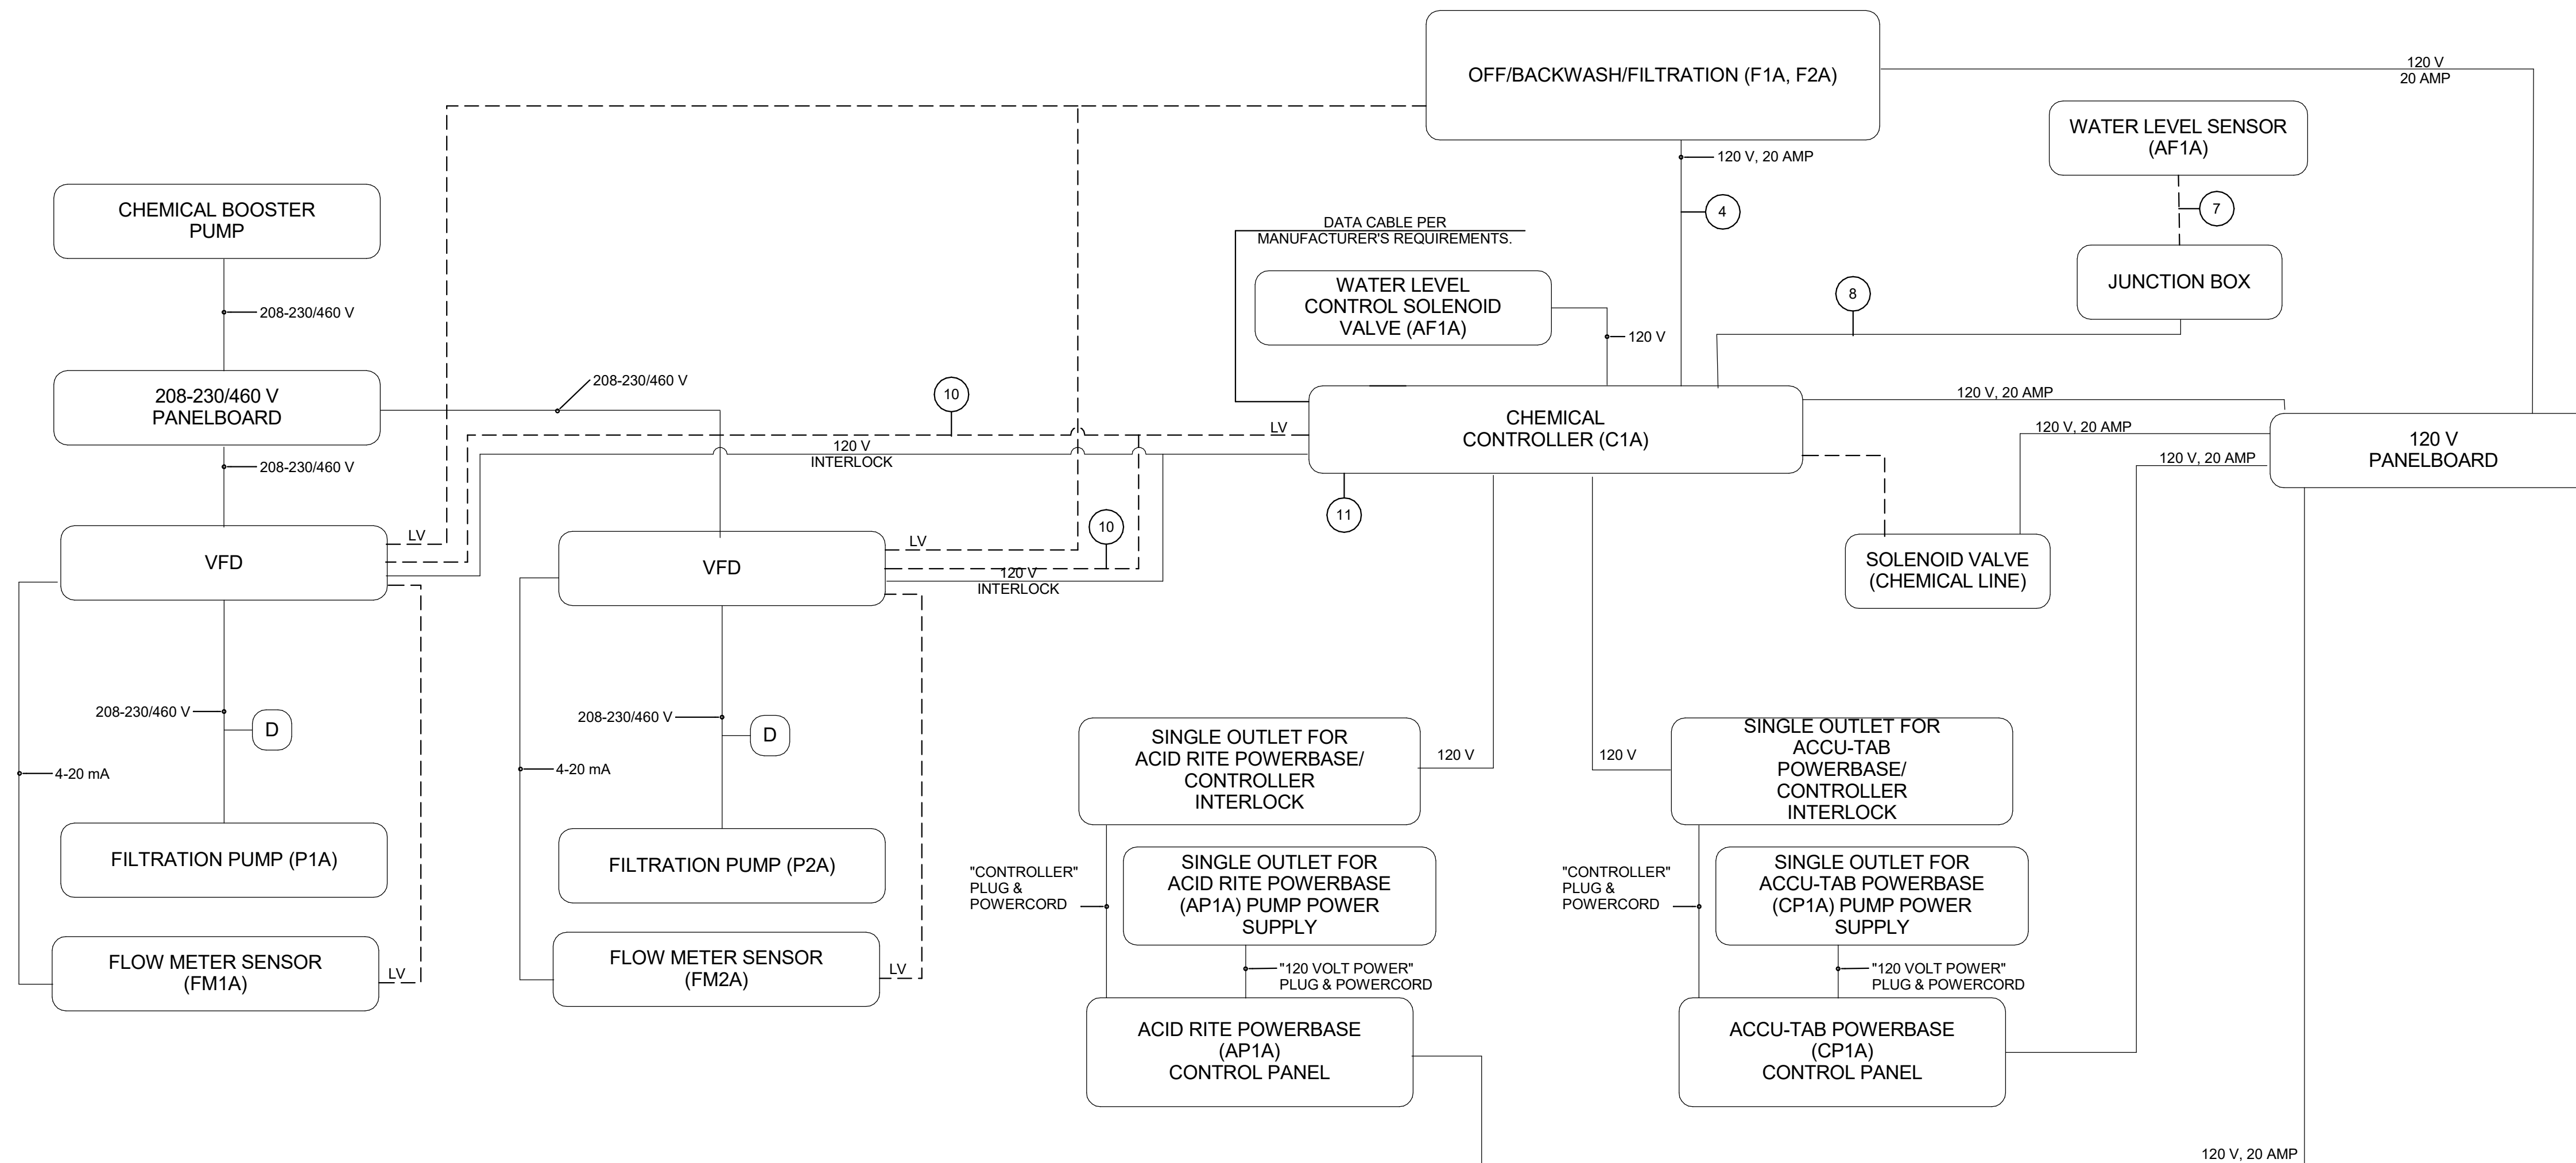 OFF/BACKWASH/FILTRATION (F1A, F2A)
120 V
20 AMP
WATER LEVEL SENSOR
(AF1A)
120 V, 20 AMP
4
7
CHEMICAL BOOSTER
PUMP
DATA CABLE PER
MANUFACTURER'S REQUIREMENTS.
WATER LEVEL
CONTROL SOLENOID
VALVE (AF1A)
120 V
8
JUNCTION BOX
208-230/460 V
208-230/460 V
PANELBOARD
208-230/460 V
208-230/460 V
10
LV
120 V
INTERLOCK
CHEMICAL
CONTROLLER (C1A)
11
120 V, 20 AMP
120 V, 20 AMP
120 V, 20 AMP
120 V
PANELBOARD
VFD
LV
VFD
LV
10
120 V
INTERLOCK
SOLENOID VALVE
(CHEMICAL LINE)
208-230/460 V
D
4-20 mA
208-230/460 V
D
4-20 mA
SINGLE OUTLET FOR
ACID RITE POWERBASE/
CONTROLLER
INTERLOCK
120 V
120 V
SINGLE OUTLET FOR
ACCU-TAB
POWERBASE/
CONTROLLER
INTERLOCK
FILTRATION PUMP (P1A)
FILTRATION PUMP (P2A)
"CONTROLLER"
PLUG &
POWERCORD
SINGLE OUTLET FOR
ACID RITE POWERBASE
(AP1A) PUMP POWER
SUPPLY
"CONTROLLER"
PLUG &
POWERCORD
SINGLE OUTLET FOR
ACCU-TAB POWERBASE
(CP1A) PUMP POWER
SUPPLY
FLOW METER SENSOR
(FM1A)
LV
FLOW METER SENSOR
(FM2A)
LV
"120 VOLT POWER"
PLUG & POWERCORD
"120 VOLT POWER"
PLUG & POWERCORD
ACID RITE POWERBASE
(AP1A)
CONTROL PANEL
ACCU-TAB POWERBASE
(CP1A)
CONTROL PANEL
120 V, 20 AMP